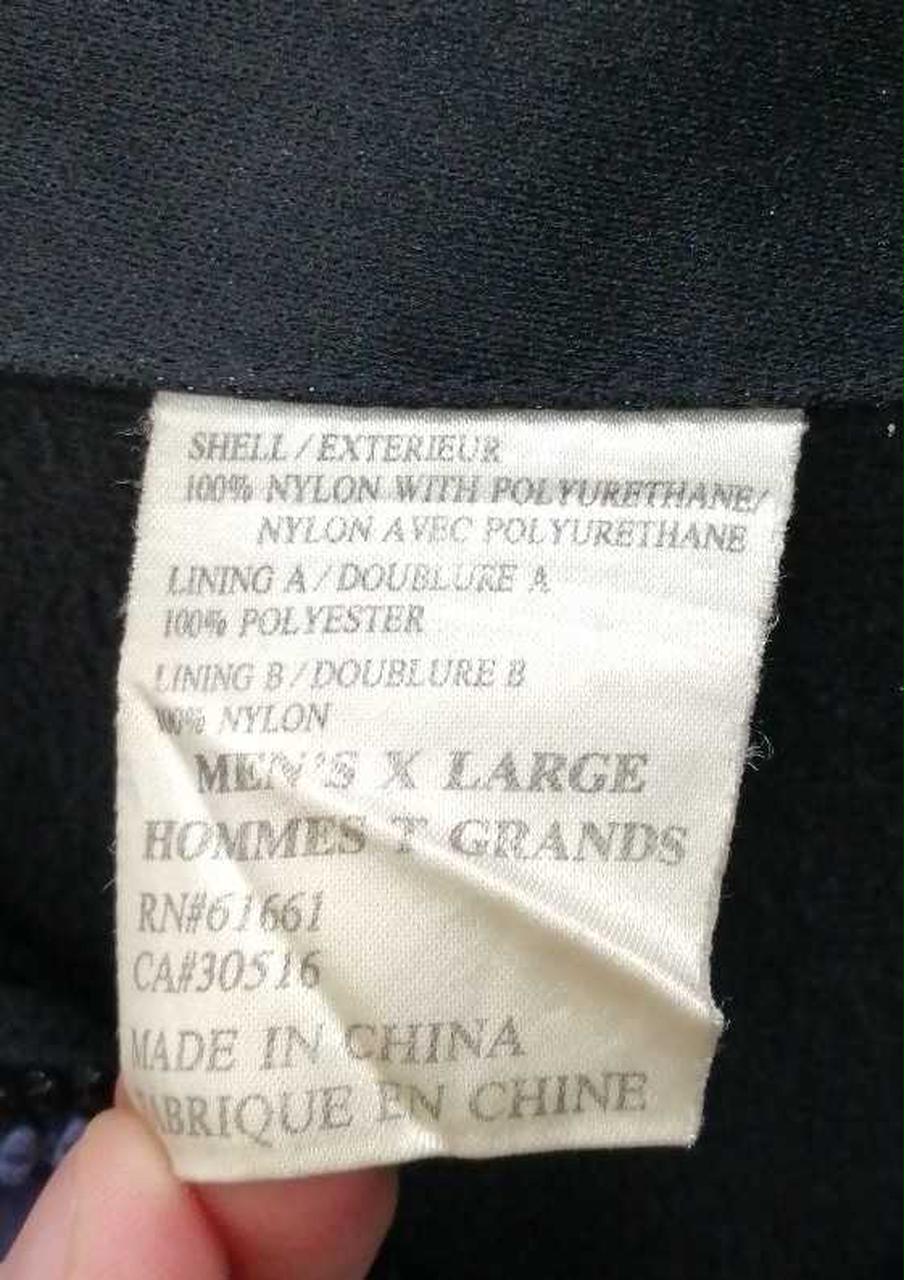 SHELL / EXTERIEUR
100% NYLON WITH POLYURETHANE/
NYLON AVEC POLYURETHANE
LINING A / DOUBLURE A
100% POLYESTER
LINING B / DOUBLURE B
100% NYLON
MEN'S X LARGE
HOMMES T GRANDS
RN#61661
CA#30516
MADE IN CHINA
FABRIQUE EN CHINE